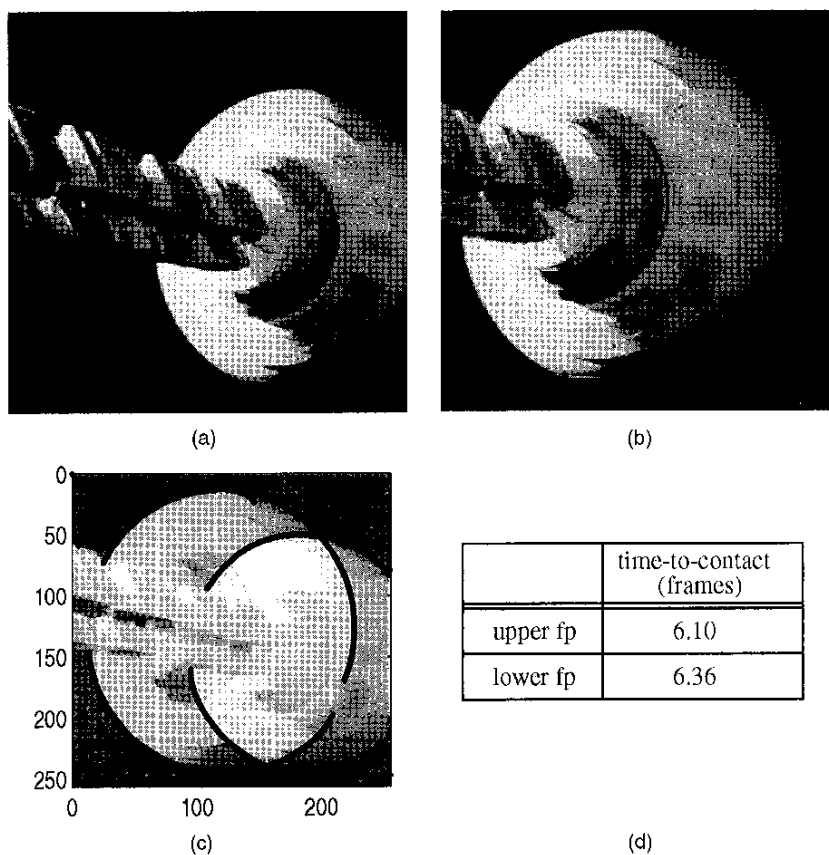 (a)
(b)
0
50
100
150
200
250
0 100 200
(c)
time-to-contact
(frames)
upper fp 6.10
lower fp 6.36
(d)